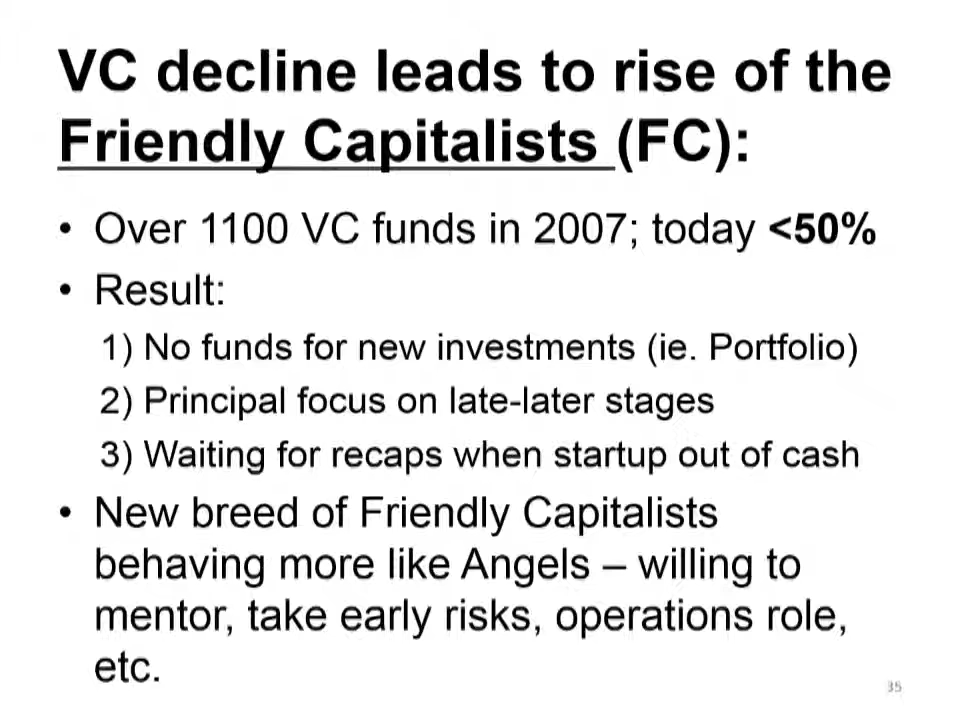 VC decline leads to rise of the
Friendly Capitalists (FC):
• Over 1100 VC funds in 2007; today <50%
• Result:
1) No funds for new investments (ie. Portfolio)
2) Principal focus on late-later stages
3) Waiting for recaps when startup out of cash
• New breed of Friendly Capitalists
behaving more like Angels – willing to
mentor, take early risks, operations role,
etc.
35